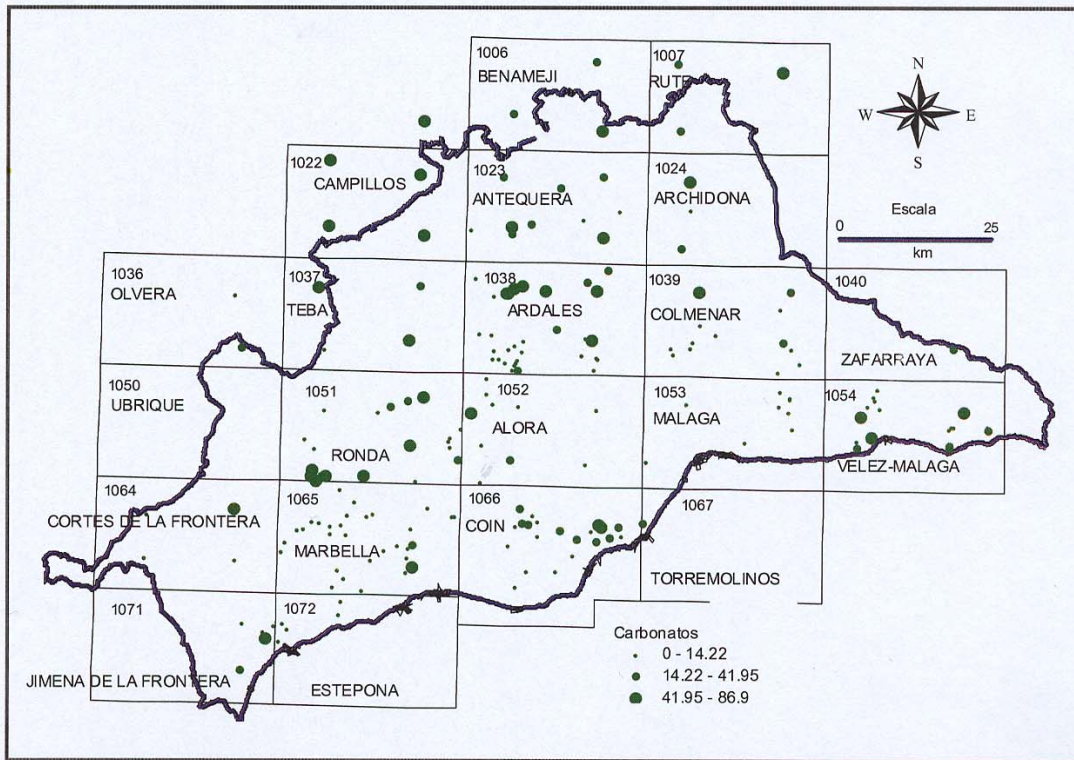 1006
BENAMEJI
1007
RUTE
N
W E
S
1022
CAMPILLOS
1023
ANTEQUERA
1024
ARCHIDONA
0 Escala 25
km
1036
OLVERA
1037
TEBA
1038
ARDALES
1039
COLMENAR
1040
ZAFARRAYA
1050
UBRIQUE
1051
RONDA
1052
ALORA
1053
MALAGA
1054
VELEZ-MALAGA
1064
CORTES DE LA FRONTERA
1065
MARBELLA
1066
COIN
1067
TORREMOLINOS
1071
JIMENA DE LA FRONTERA
1072
ESTEPONA
Carbonatos
0 - 14.22
14.22 - 41.95
41.95 - 86.9